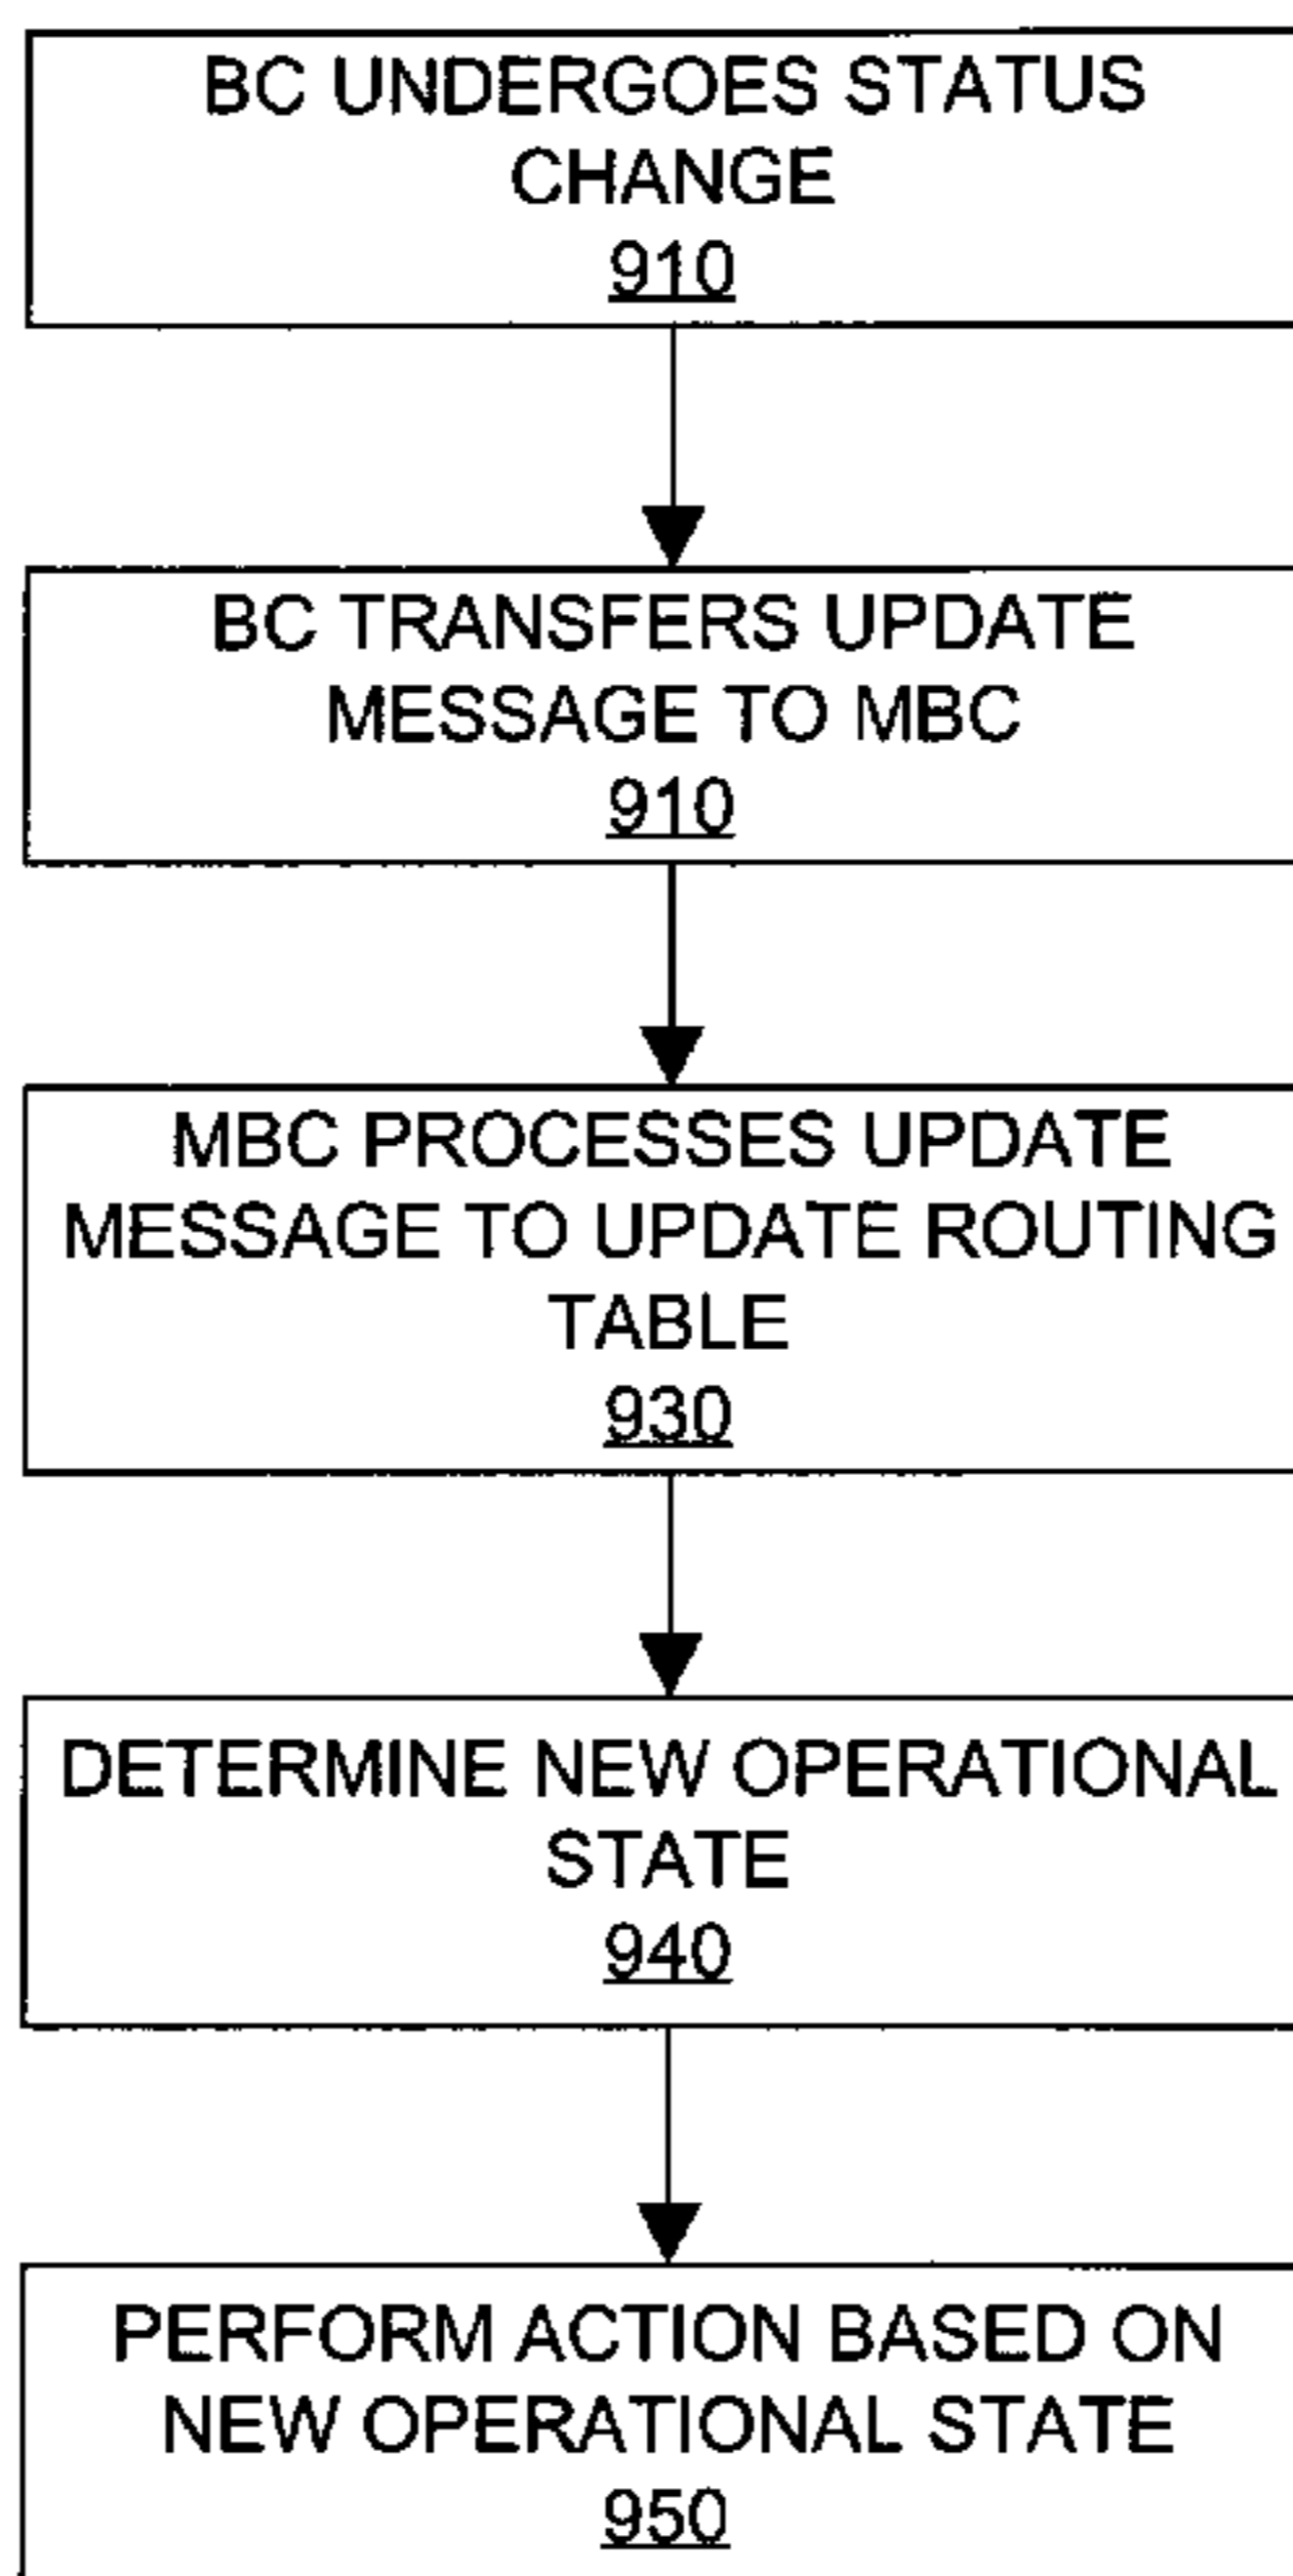 BC UNDERGOES STATUS
CHANGE
910
BC TRANSFERS UPDATE
MESSAGE TO MBC
910
MBC PROCESSES UPDATE
MESSAGE TO UPDATE ROUTING
TABLE
930
DETERMINE NEW OPERATIONAL
STATE
940
PERFORM ACTION BASED ON
NEW OPERATIONAL STATE
950